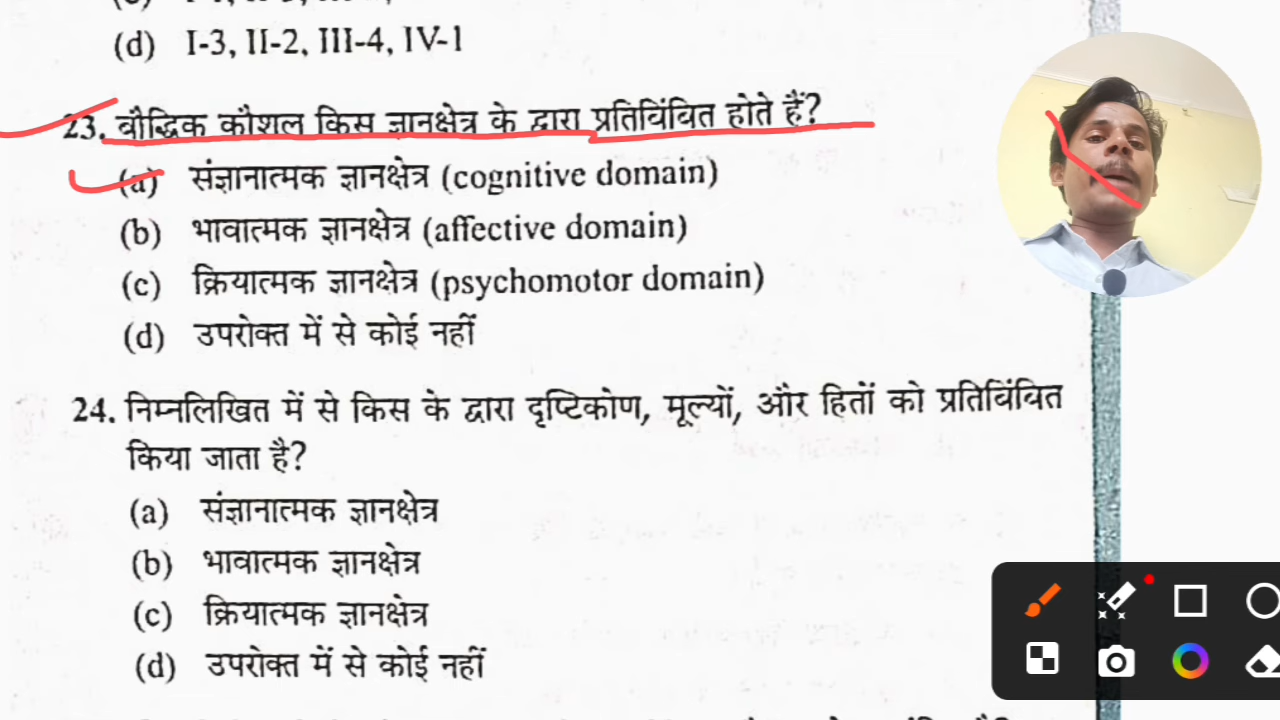 (d) I-3, II-2, III-4, IV-1
23. बौद्धिक कौशल किस ज्ञानक्षेत्र के द्वारा प्रतिविंवित होते हैं?
(a) संज्ञानात्मक ज्ञानक्षेत्र (cognitive domain)
(b) भावात्मक ज्ञानक्षेत्र (affective domain)
(c) क्रियात्मक ज्ञानक्षेत्र (psychomotor domain)
(d) उपरोक्त में से कोई नहीं
24. निम्नलिखित में से किस के द्वारा दृष्टिकोण, मूल्यों, और हितों को प्रतिविंवित
किया जाता है?
(a) संज्ञानात्मक ज्ञानक्षेत्र
(b) भावात्मक ज्ञानक्षेत्र
(c) क्रियात्मक ज्ञानक्षेत्र
(d) उपरोक्त में से कोई नहीं